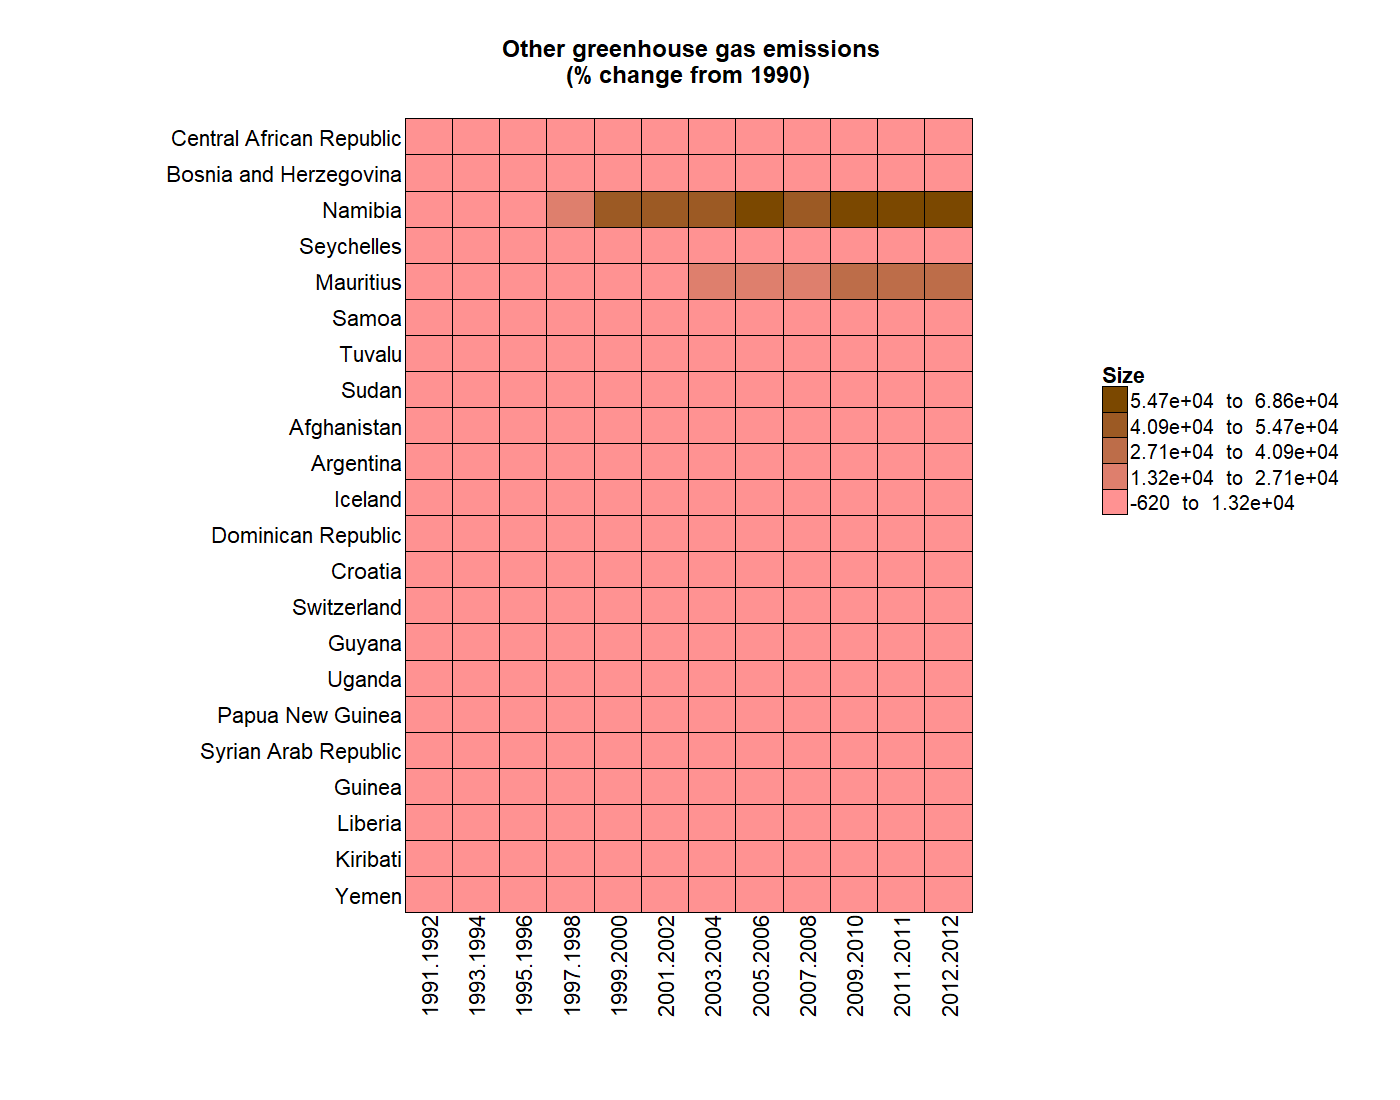 Other greenhouse gas emissions
(% change from 1990)
Central African Republic
Bosnia and Herzegovina
Namibia
Seychelles
Mauritius
Samoa
Tuvalu
Sudan
Afghanistan
Argentina
Iceland
Dominican Republic
Croatia
Switzerland
Guyana
Uganda
Papua New Guinea
Syrian Arab Republic
Guinea
Liberia
Kiribati
Yemen
1991.1992
1993.1994
1995.1996
1997.1998
1999.2000
2001.2002
2003.2004
2005.2006
2007.2008
2009.2010
2011.2011
2012.2012
Size
5.47e+04 to 6.86e+04
4.09e+04 to 5.47e+04
2.71e+04 to 4.09e+04
1.32e+04 to 2.71e+04
-620 to 1.32e+04